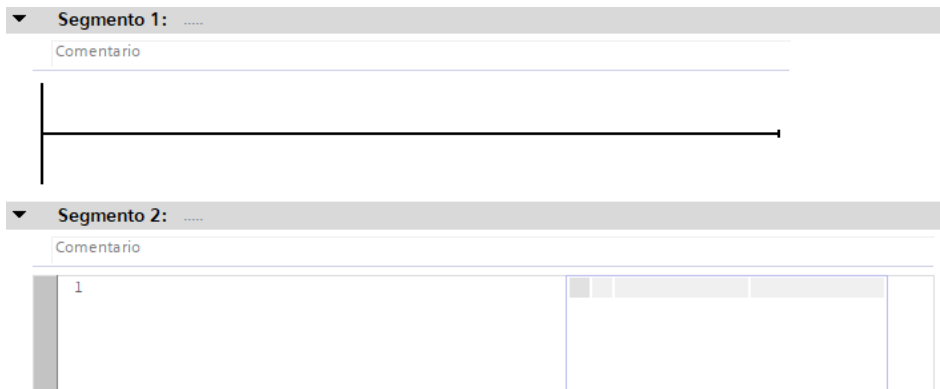 Segmento 1: .....
Comentario
Segmento 2: .....
Comentario
1